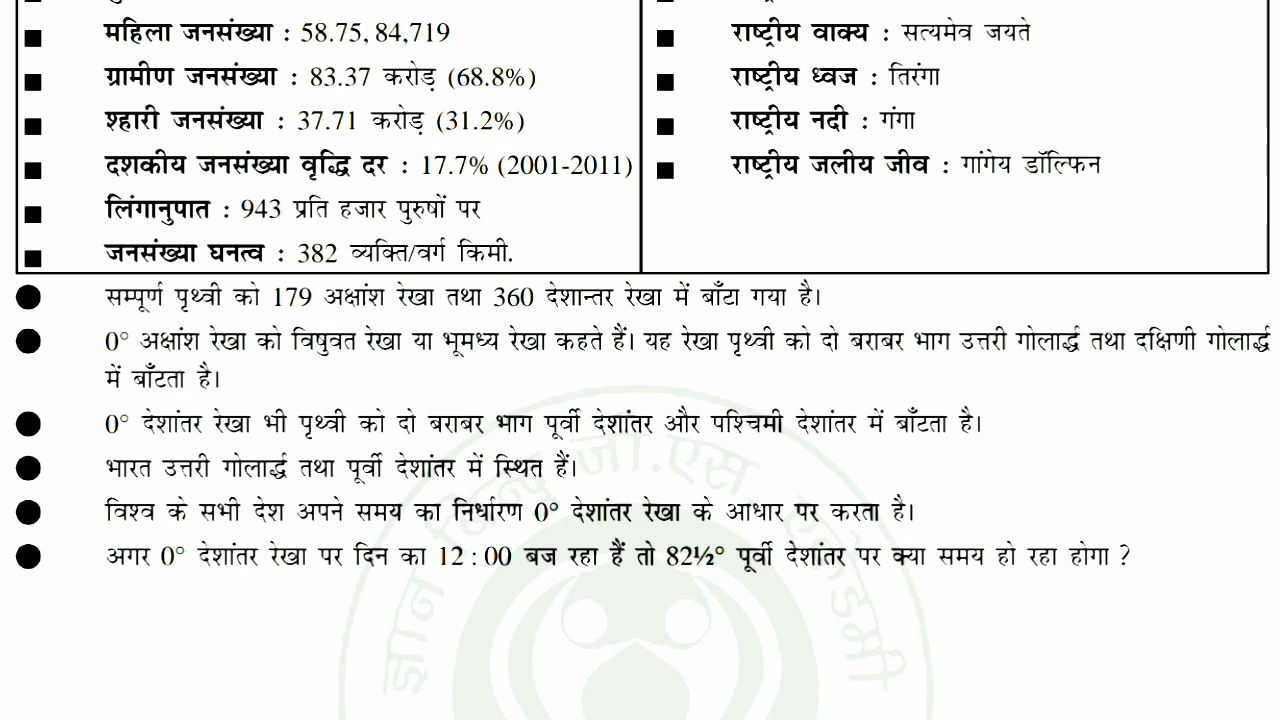 ■ महिला जनसंख्या : 58.75, 84,719
■ ग्रामीण जनसंख्या : 83.37 करोड़ (68.8%)
■ श्हारी जनसंख्या : 37.71 करोड़ (31.2%)
■ दशकीय जनसंख्या वृद्धि दर : 17.7% (2001-2011)
■ लिंगानुपात : 943 प्रति हजार पुरुषों पर
■ जनसंख्या घनत्व : 382 व्यक्ति/वर्ग किमी.
■ राष्ट्रीय वाक्य : सत्यमेव जयते
■ राष्ट्रीय ध्वज : तिरंगा
■ राष्ट्रीय नदी : गंगा
■ राष्ट्रीय जलीय जीव : गांगेय डॉल्फिन
● सम्पूर्ण पृथ्वी को 179 अक्षांश रेखा तथा 360 देशान्तर रेखा में बाँटा गया है।
● 0° अक्षांश रेखा को विषुवत रेखा या भूमध्य रेखा कहते हैं। यह रेखा पृथ्वी को दो बराबर भाग उत्तरी गोलार्द्ध तथा दक्षिणी गोलार्द्ध
में बाँटता है।
● 0° देशांतर रेखा भी पृथ्वी को दो बराबर भाग पूर्वी देशांतर और पश्चिमी देशांतर में बाँटता है।
● भारत उत्तरी गोलार्द्ध तथा पूर्वी देशांतर में स्थित हैं।
● विश्व के सभी देश अपने समय का निर्धारण 0° देशांतर रेखा के आधार पर करता है।
● अगर 0° देशांतर रेखा पर दिन का 12 : 00 बज रहा हैं तो 82½° पूर्वी देशांतर पर क्या समय हो रहा होगा ?
ज्ञान बिन्दु जी.एस. एकेडमी